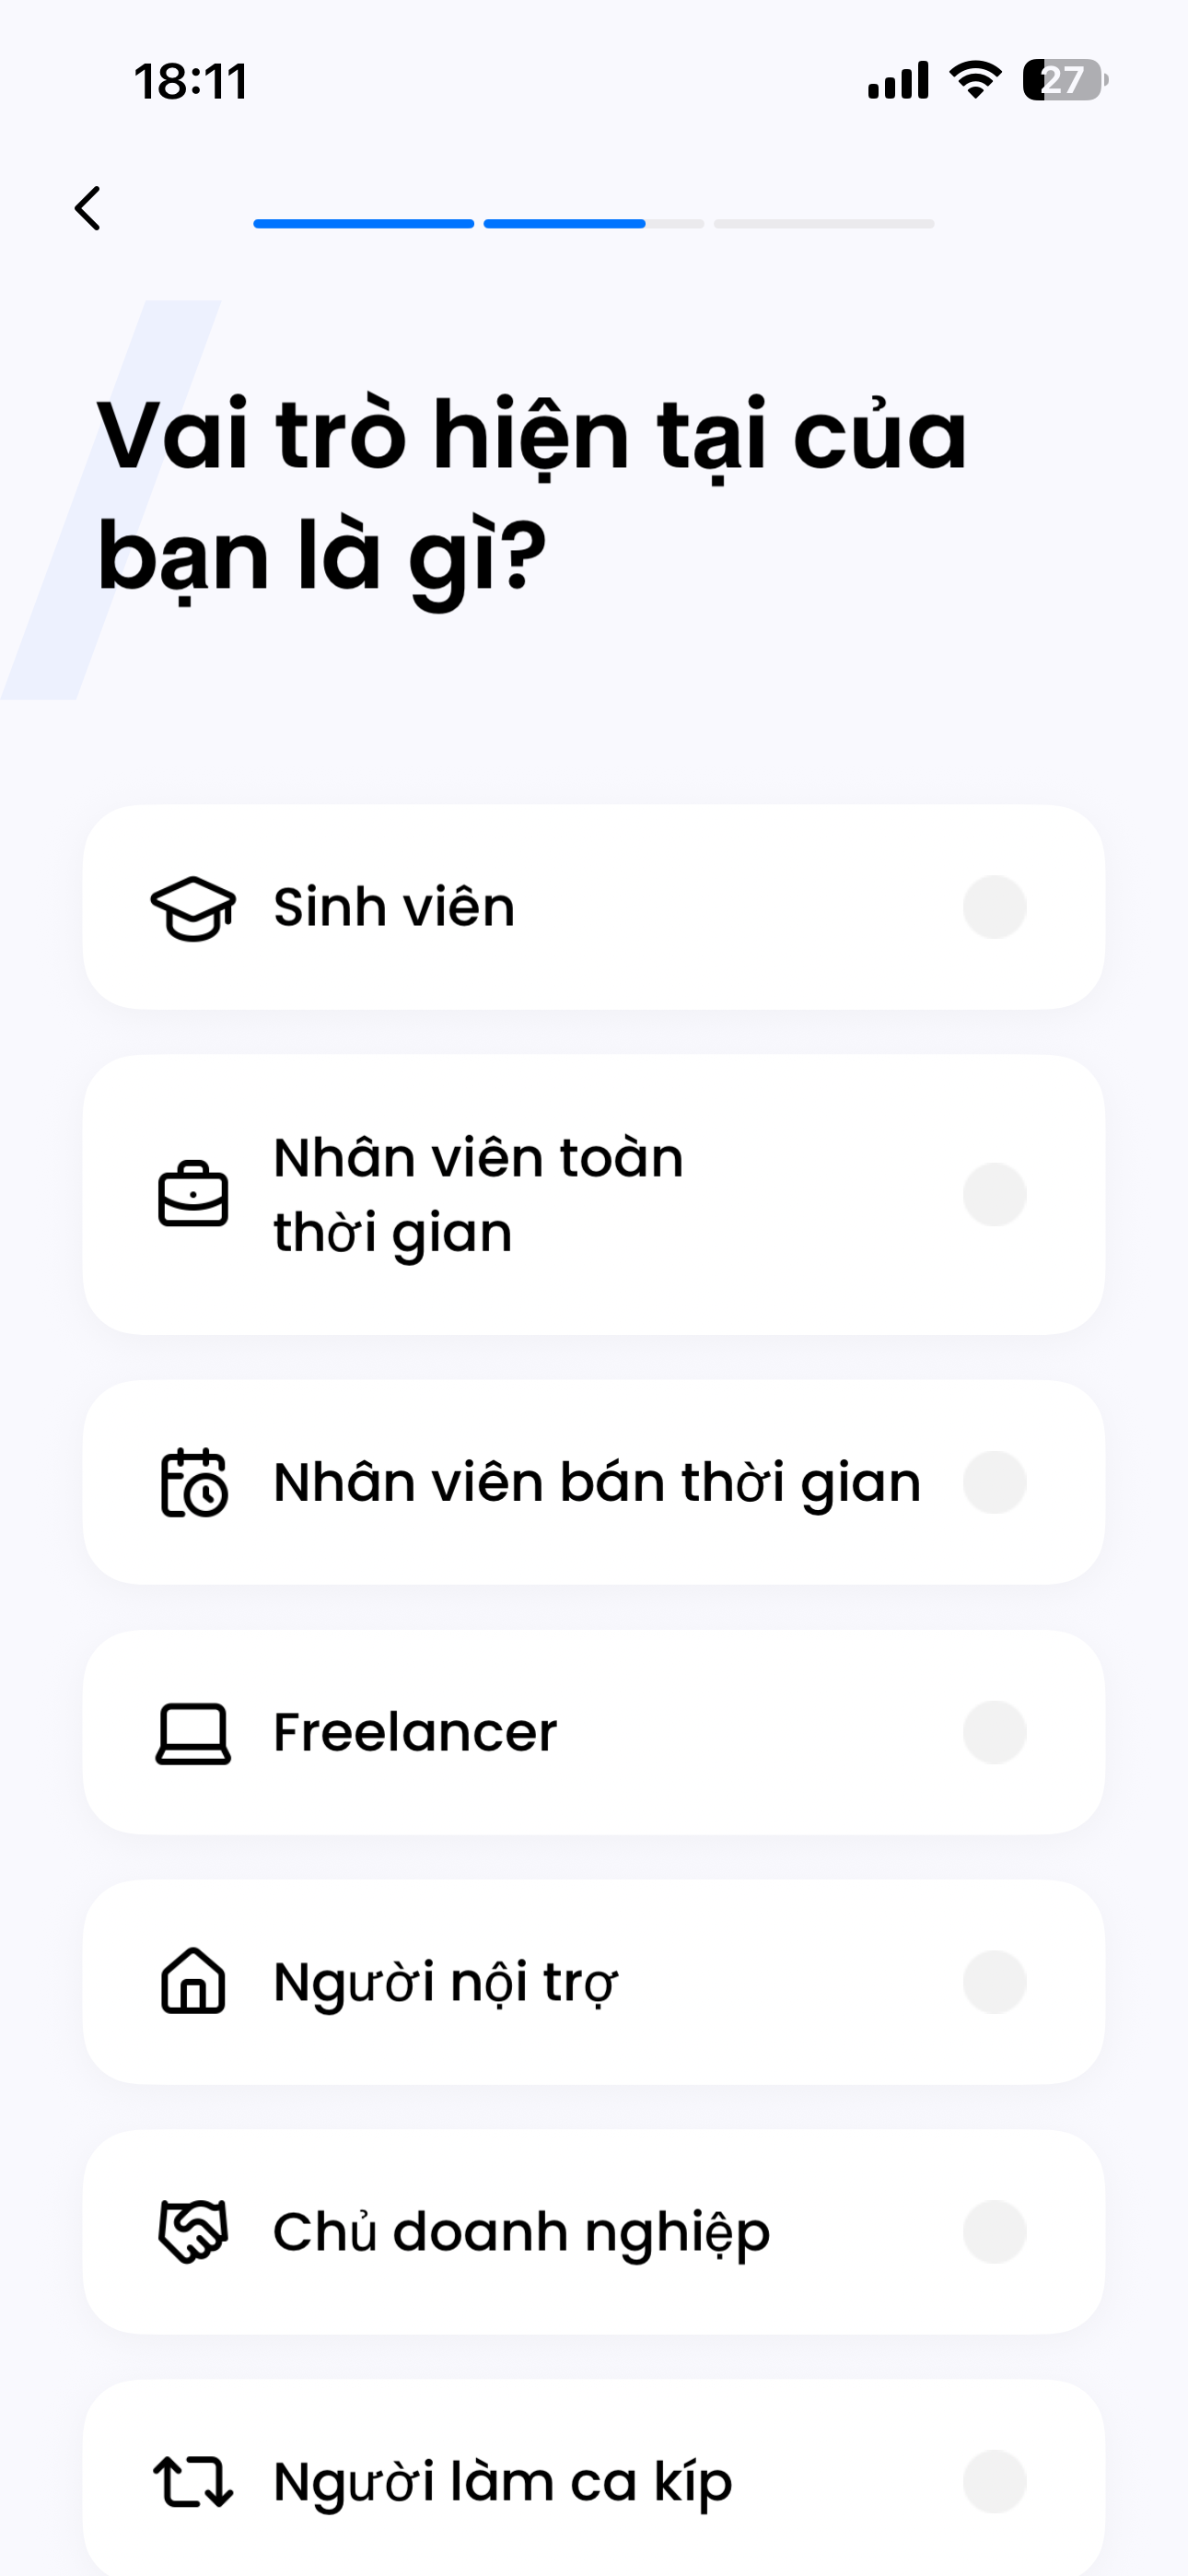 18:11
27
Vai trò hiện tại của
bạn là gì?
Sinh viên
Nhân viên toàn
thời gian
Nhân viên bán thời gian
Freelancer
Người nội trợ
Chủ doanh nghiệp
Người làm ca kíp